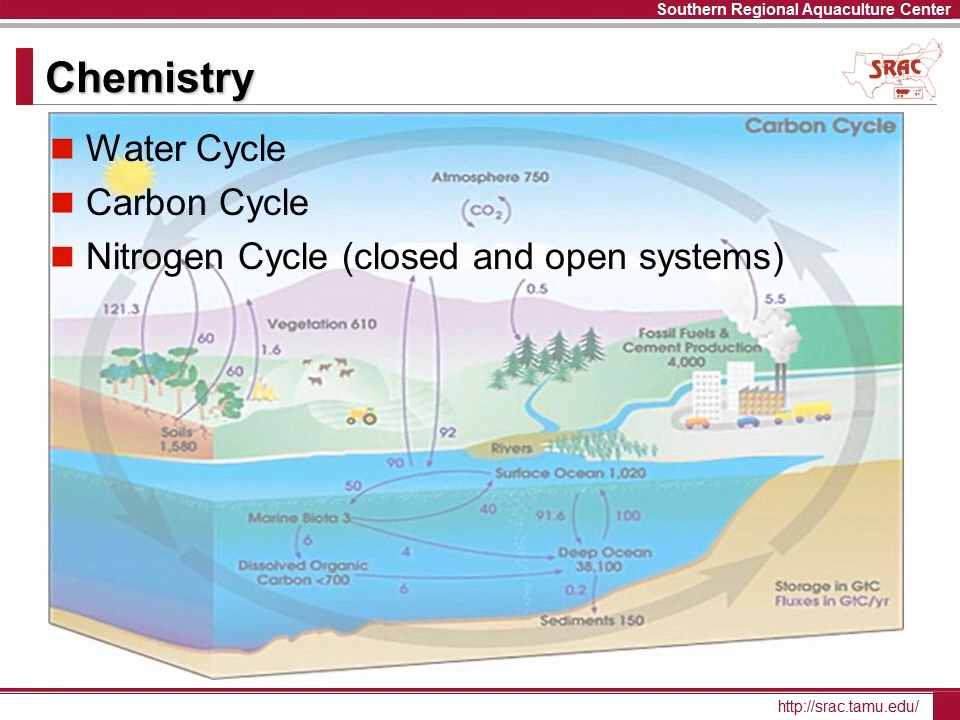 Southern Regional Aquaculture Center
Chemistry
SRAC
Water Cycle
Carbon Cycle
Nitrogen Cycle (closed and open systems)
Carbon Cycle
Atmosphere 750
CO2
121.3
60
60
1.6
Vegetation 610
0.5
5.5
Fossil Fuels &
Cement Production
4,000
Soils
1,580
92
90
Rivers
Surface Ocean 1,020
50
40
Marine Biota 3
91.6
100
6
4
Deep Ocean
38,100
Dissolved Organic
Carbon <700
6
0.2
Sediments 150
Storage in GtC
Fluxes in GtC/yr
http://srac.tamu.edu/